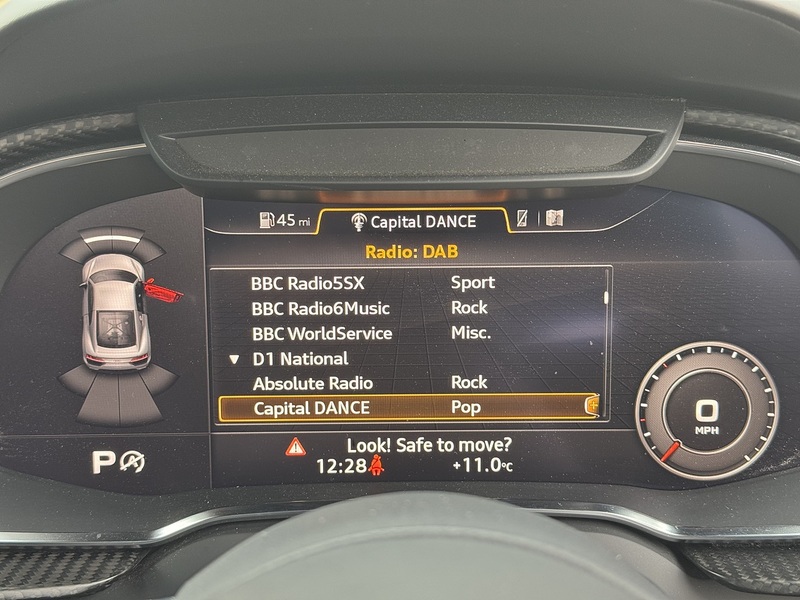 45 mi
Capital DANCE
Radio: DAB
BBC Radio5SX Sport
BBC Radio6Music Rock
BBC WorldService Misc.
D1 National
Absolute Radio Rock
Capital DANCE Pop
0
MPH
P
Look! Safe to move?
12:28 +11.0°C